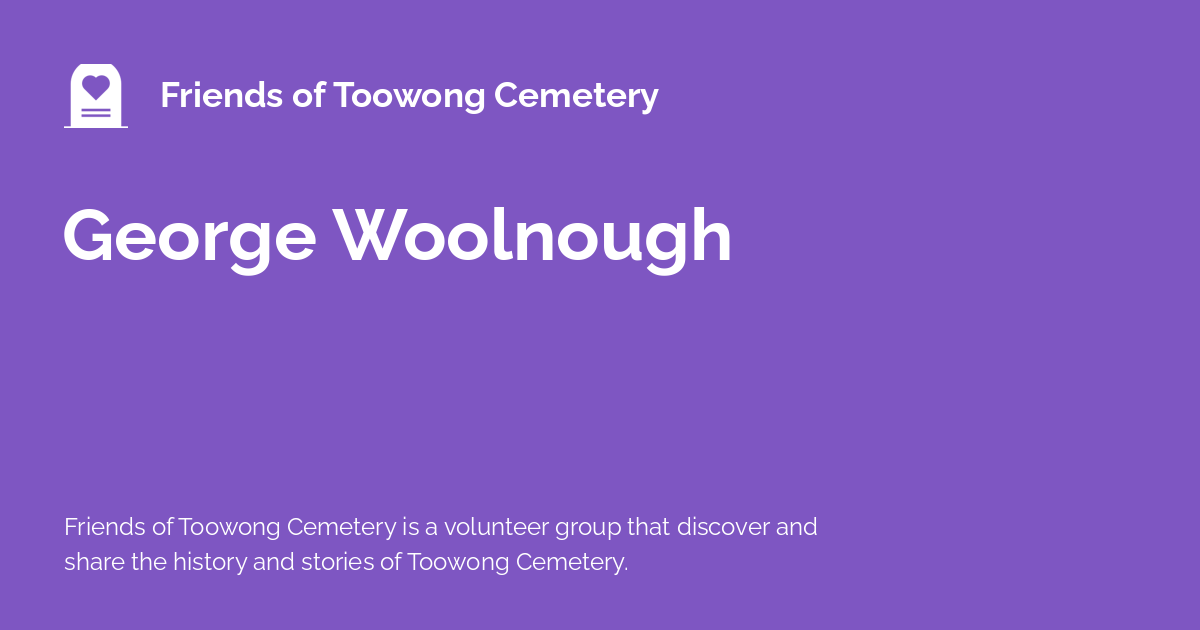 Friends of Toowong Cemetery
George Woolnough
Friends of Toowong Cemetery is a volunteer group that discover and
share the history and stories of Toowong Cemetery.